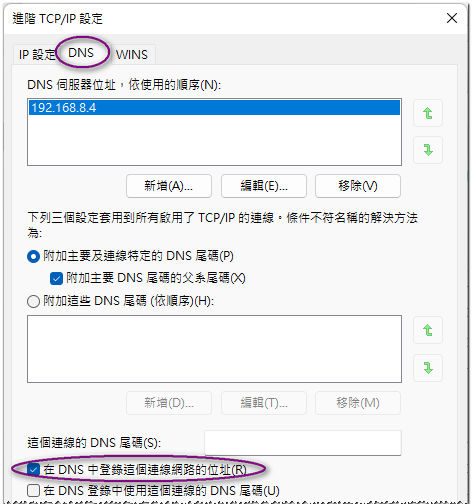 進階 TCP/IP 設定
IP 設定 DNS WINS
DNS 伺服器位址，依使用的順序(N):
192.168.8.4
新增(A)... 編輯(E)... 移除(V)
下列三個設定套用到所有啟用了 TCP/IP 的連線。條件不符名稱的解決方法
為:
附加主要及連線特定的 DNS 尾碼(P)
附加主要 DNS 尾碼的父系尾碼(X)
附加這些 DNS 尾碼 (依順序)(H):
新增(D)... 編輯(T)... 移除(M)
這個連線的 DNS 尾碼(S):
在 DNS 中登錄這個連線網路的位址(R)
在 DNS 登錄中使用這個連線的 DNS 尾碼(U)